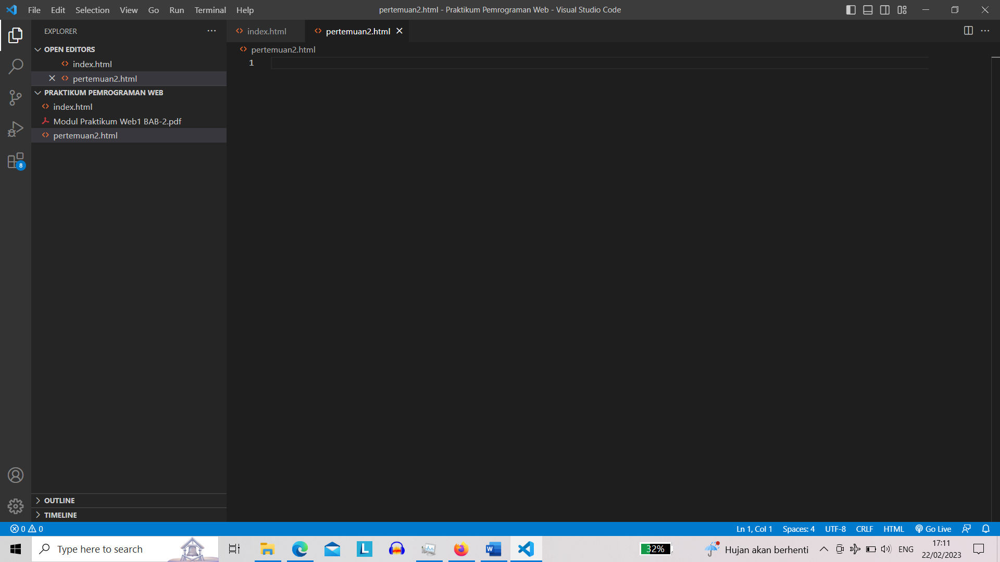 File Edit Selection View Go Run Terminal Help
pertemuan2.html - Praktikum Pemrograman Web - Visual Studio Code
EXPLORER
OPEN EDITORS
index.html
pertemuan2.html
PRAKTIKUM PEMROGRAMAN WEB
index.html
Modul Praktikum Web1 BAB-2.pdf
pertemuan2.html
8
OUTLINE
TIMELINE
index.html
pertemuan2.html
pertemuan2.html
1
0 0
Ln 1, Col 1
Spaces: 4
UTF-8
CRLF
HTML
Go Live
Type here to search
32%
Hujan akan berhenti
ENG
17:11
22/02/2023